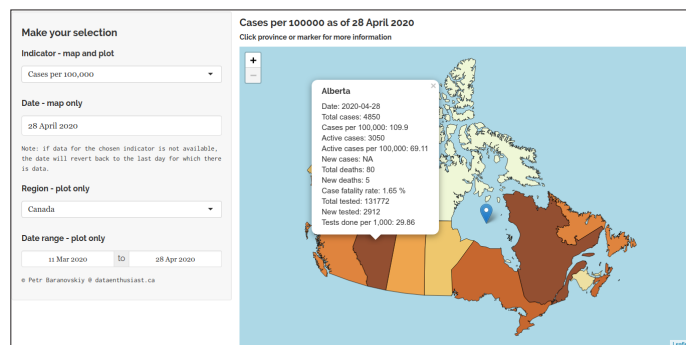 Make your selection
Indicator - map and plot
Cases per 100,000
Date - map only
28 April 2020
Note: if data for the chosen indicator is not available,
the date will revert back to the last day for which there
is data.
Region - plot only
Canada
Date range - plot only
11 Mar 2020 to 28 Apr 2020
© Petr Baranovskiy @ dataenthusiast.ca
Cases per 100000 as of 28 April 2020
Click province or marker for more information
+
−
×
Alberta
Date: 2020-04-28
Total cases: 4850
Cases per 100,000: 109.9
Active cases: 3050
Active cases per 100,000: 69.11
New cases: NA
Total deaths: 80
New deaths: 5
Case fatality rate: 1.65 %
Total tested: 131772
New tested: 2912
Tests done per 1,000: 29.86